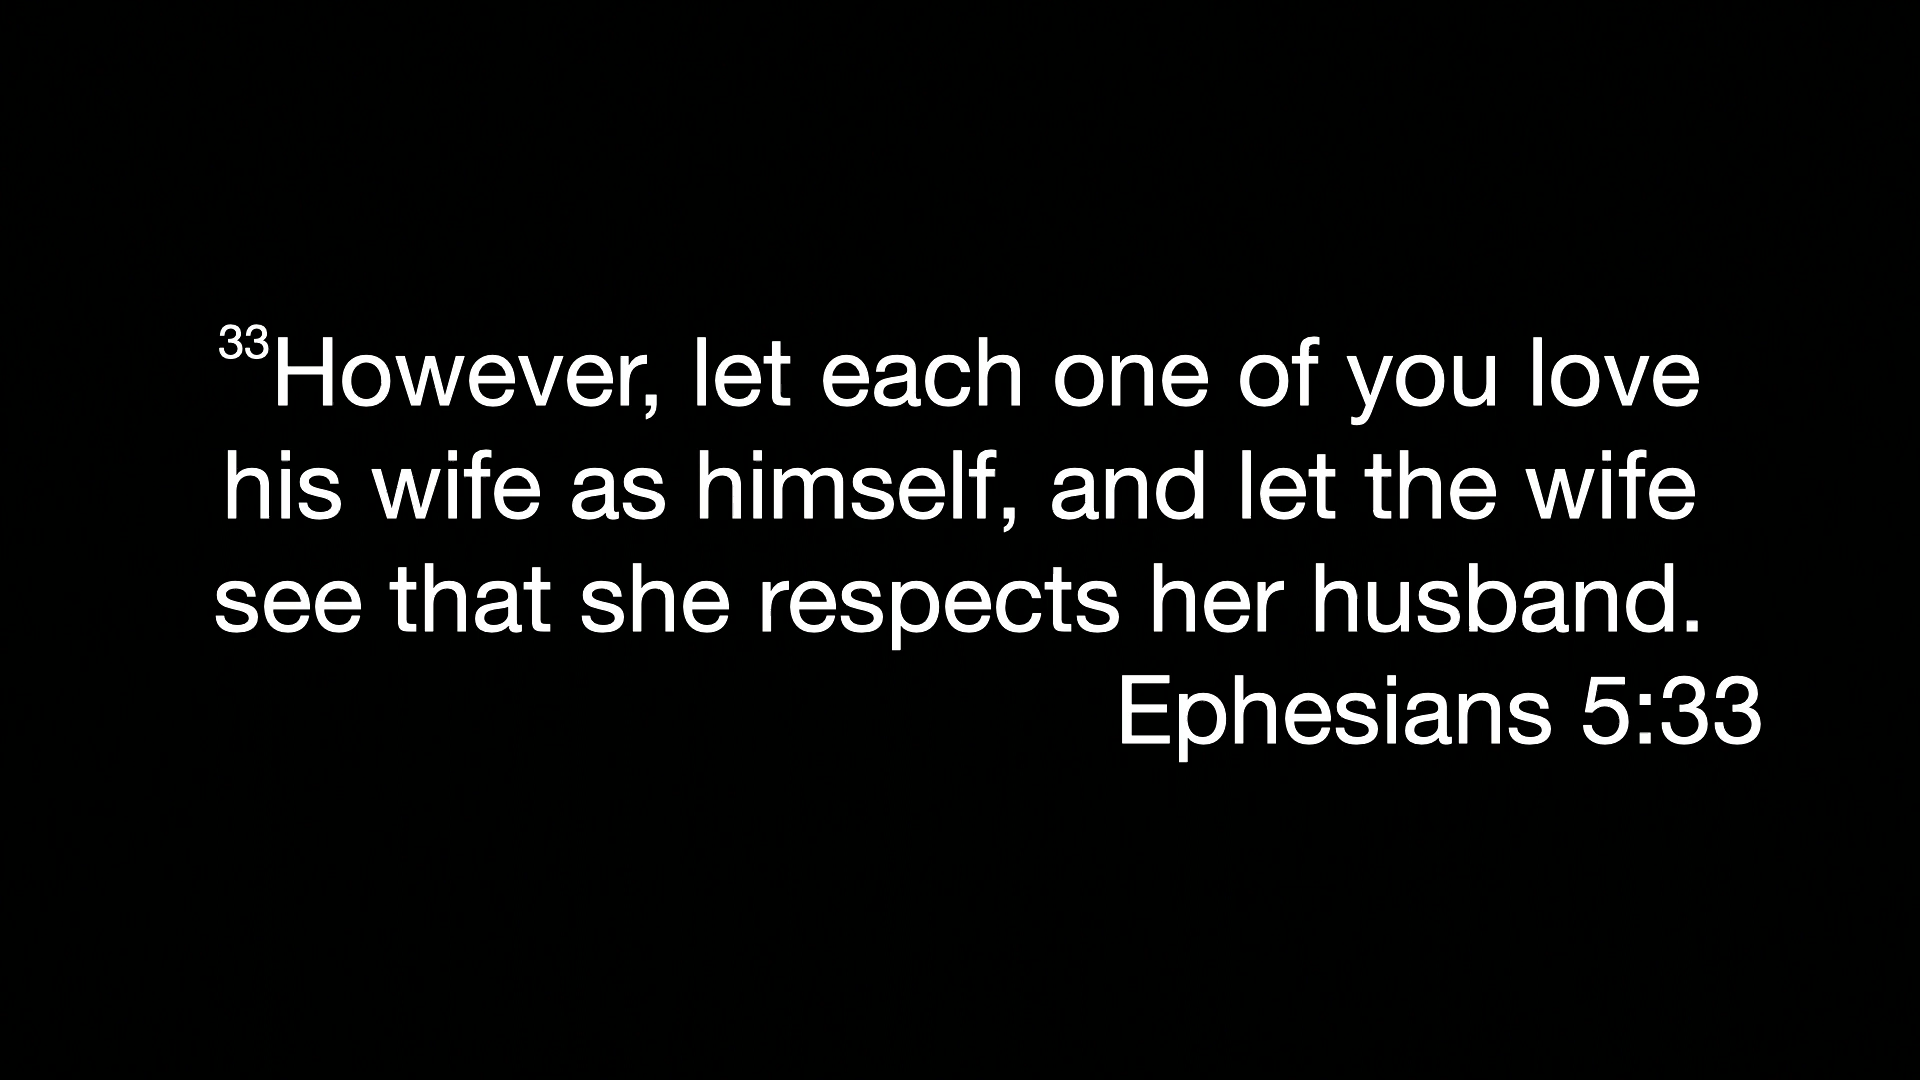 ³³However, let each one of you love
his wife as himself, and let the wife
see that she respects her husband.
Ephesians 5:33